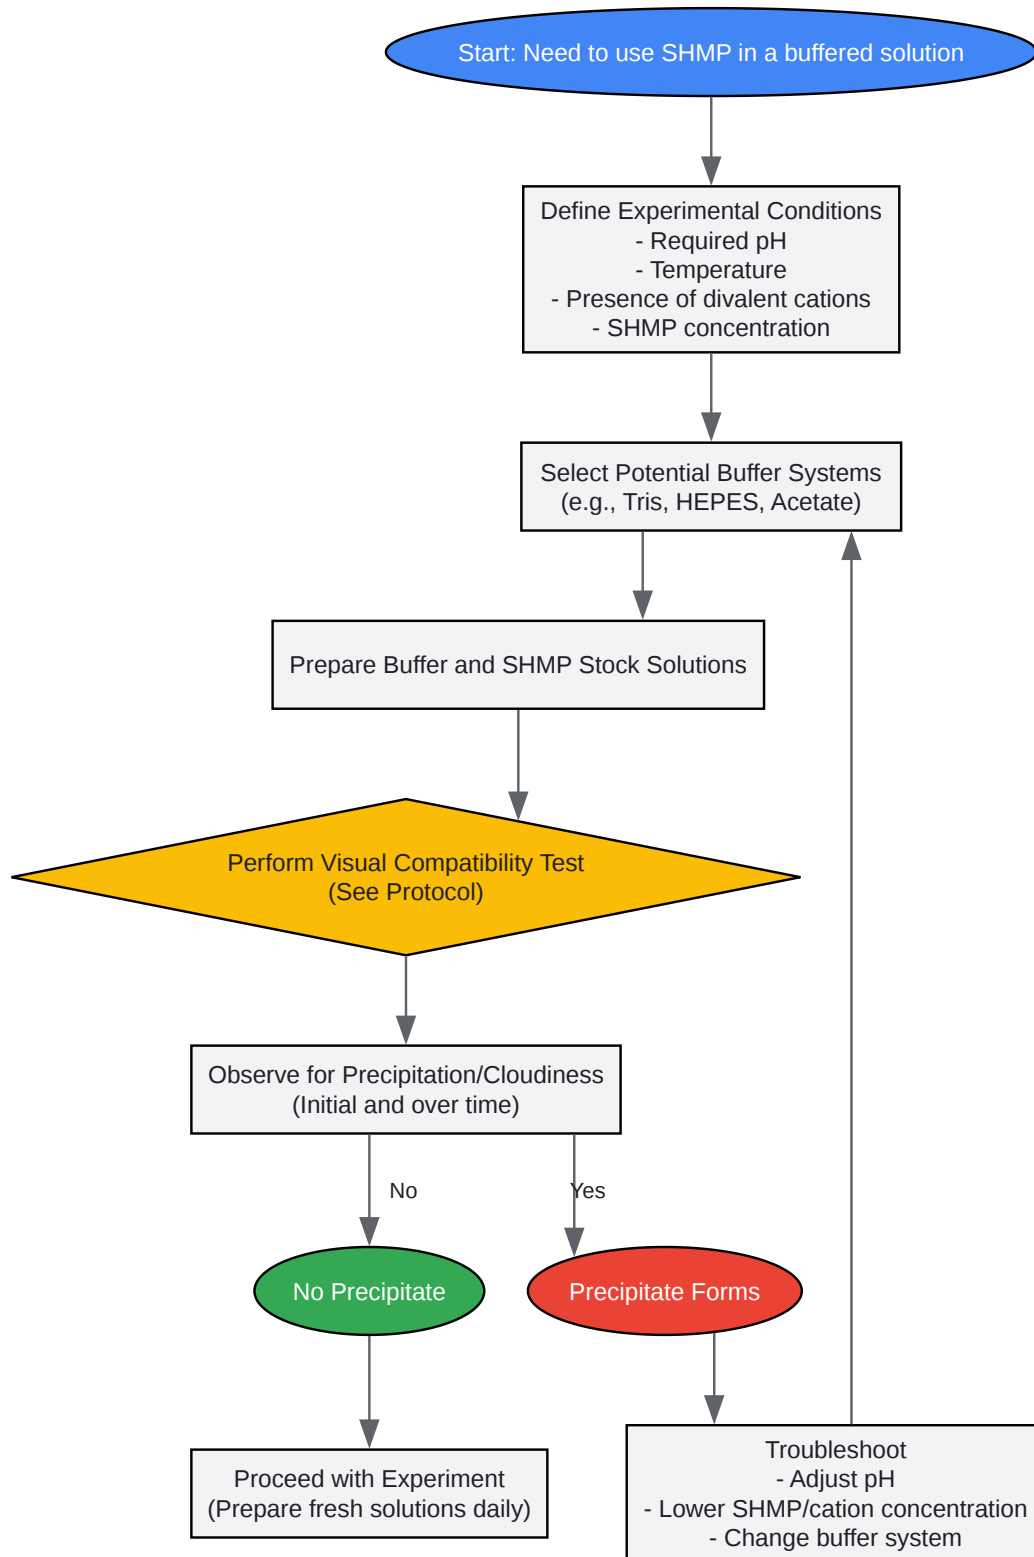 Start: Need to use SHMP in a buffered solution
Define Experimental Conditions
- Required pH
- Temperature
- Presence of divalent cations
- SHMP concentration
Select Potential Buffer Systems
(e.g., Tris, HEPES, Acetate)
Prepare Buffer and SHMP Stock Solutions
Perform Visual Compatibility Test
(See Protocol)
Observe for Precipitation/Cloudiness
(Initial and over time)
No
Yes
No Precipitate
Precipitate Forms
Proceed with Experiment
(Prepare fresh solutions daily)
Troubleshoot
- Adjust pH
- Lower SHMP/cation concentration
- Change buffer system